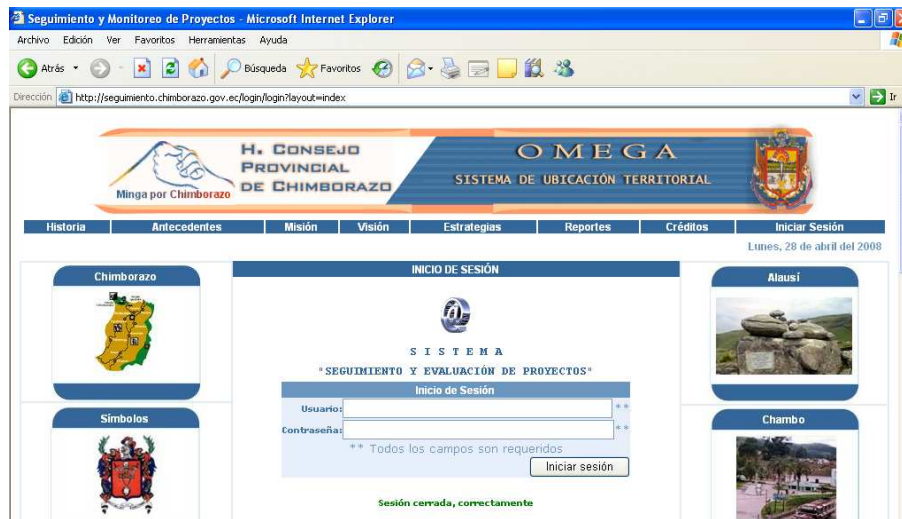 Seguimiento y Monitoreo de Proyectos - Microsoft Internet Explorer
Archivo Edición Ver Favoritos Herramientas Ayuda
Atrás Búsqueda Favoritos
Dirección http://seguimiento.chimborazo.gov.ec/login/login?layout=index Ir
Minga por Chimborazo
H. CONSEJO
PROVINCIAL
DE CHIMBORAZO
OMEGA
SISTEMA DE UBICACIÓN TERRITORIAL
Historia Antecedentes Misión Visión Estrategias Reportes Créditos Iniciar Sesión
Lunes, 28 de abril del 2008
Chimborazo
INICIO DE SESIÓN
Alausí
SISTEMA
"SEGUIMIENTO Y EVALUACIÓN DE PROYECTOS"
Inicio de Sesión
Usuario: **
Contraseña: **
** Todos los campos son requeridos
Iniciar sesión
Sesión cerrada, correctamente
Símbolos
Chambo